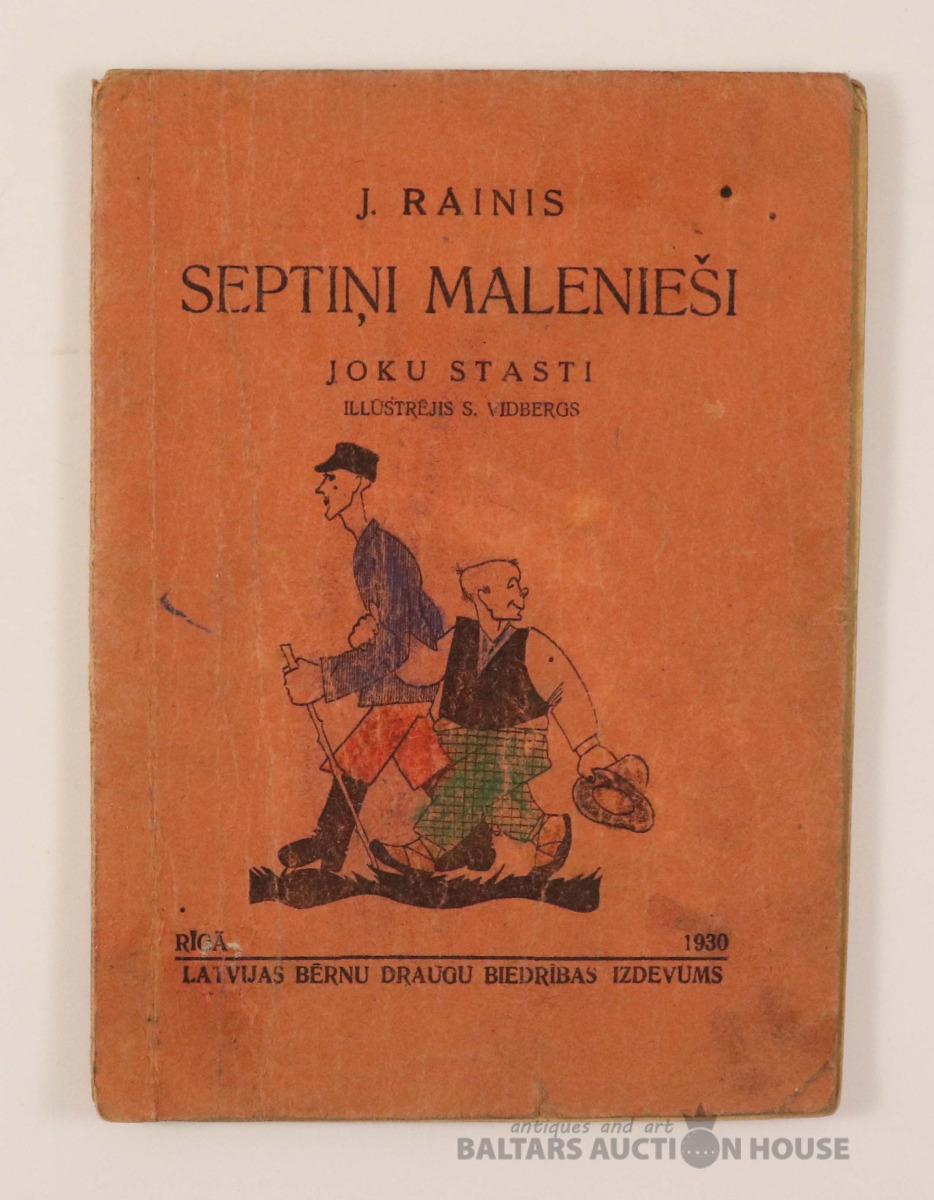 J. RAINIS
SEPTIŅI MALENIEŠI
JOKU STASTI
ILLŪSTRĒJIS S. VIDBERGS
RĪGĀ 1930
LATVIJAS BĒRNU DRAUGU BIEDRĪBAS IZDEVUMS
antiques and art
BALTARS AUCTION HOUSE